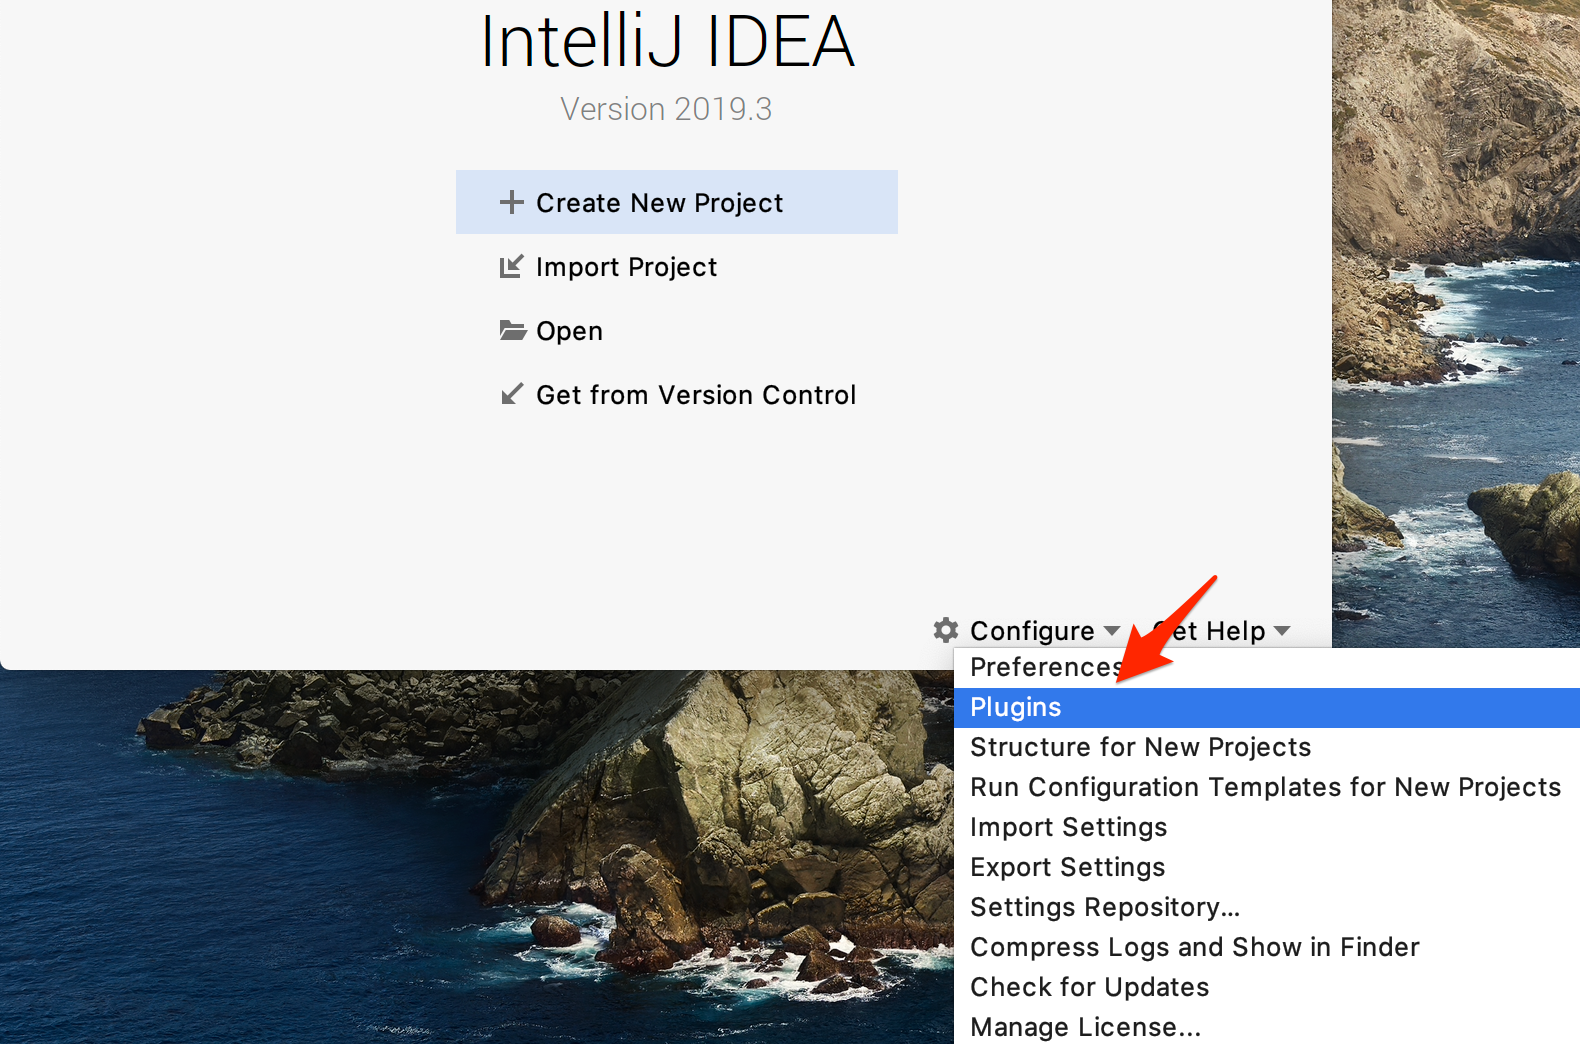 IntelliJ IDEA
Version 2019.3
Create New Project
Import Project
Open
Get from Version Control
Configure
Get Help
Preferences
Plugins
Structure for New Projects
Run Configuration Templates for New Projects
Import Settings
Export Settings
Settings Repository...
Compress Logs and Show in Finder
Check for Updates
Manage License...